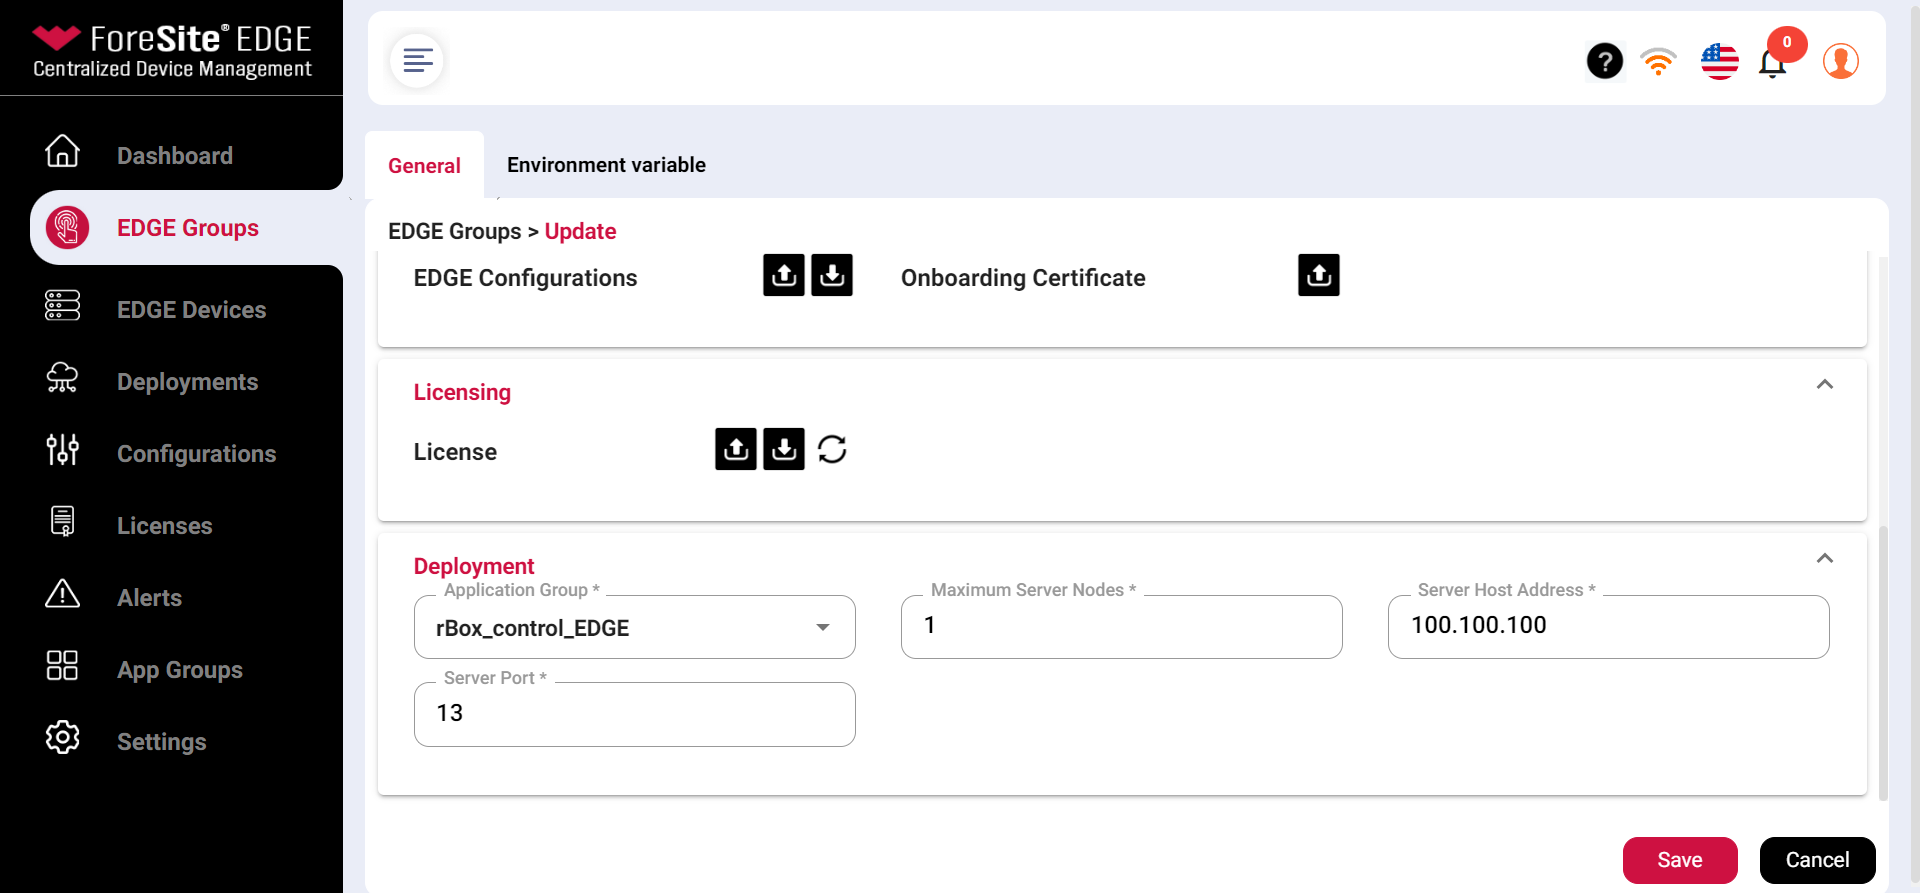 ForeSite® EDGE
Centralized Device Management
0
Dashboard
EDGE Groups
EDGE Devices
Deployments
Configurations
Licenses
Alerts
App Groups
Settings
General
Environment variable
EDGE Groups > Update
EDGE Configurations
Onboarding Certificate
Licensing
License
Deployment
Application Group *
rBox_control_EDGE
Maximum Server Nodes *
1
Server Host Address *
100.100.100
Server Port *
13
Save
Cancel